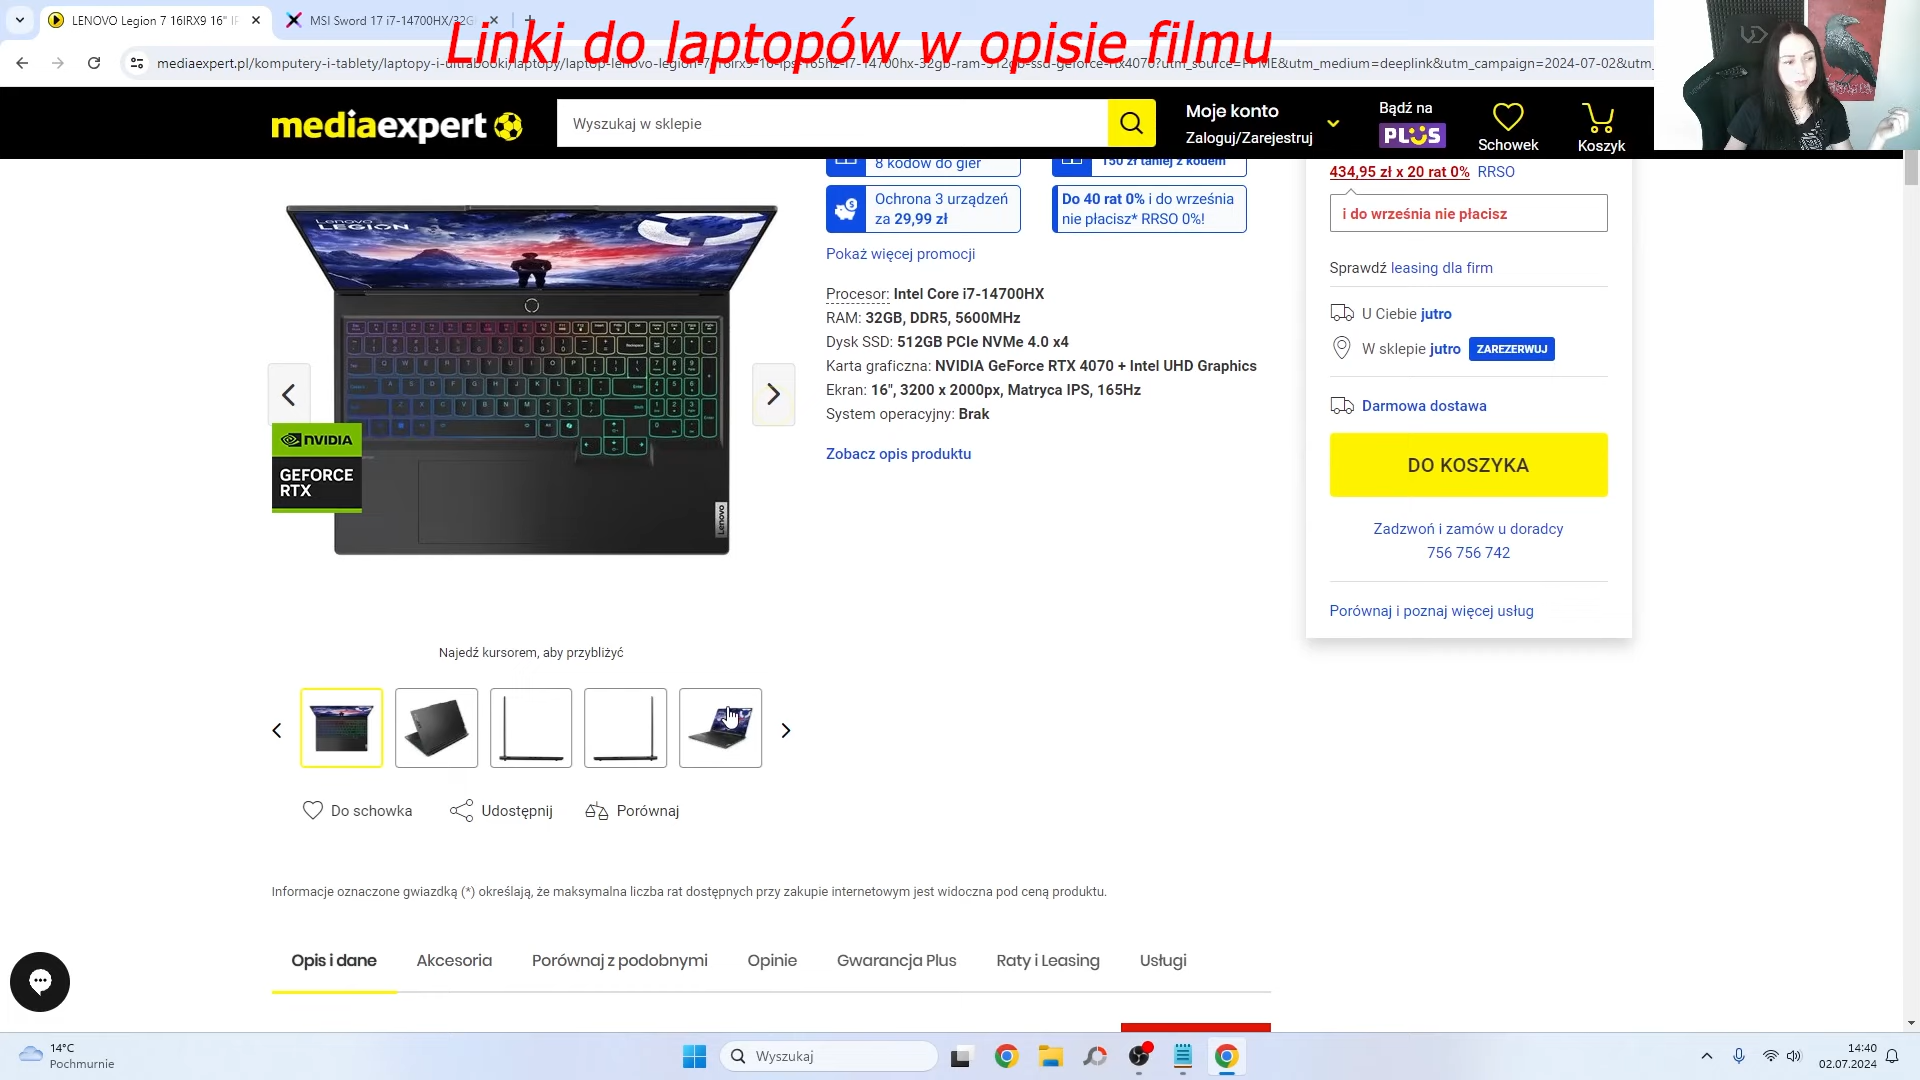 LENOVO Legion 7 16IRX9 16" IP
MSI Sword 17 i7-14700HX/32G
Linki do laptopów w opisie filmu
mediaexpert
Wyszukaj w sklepie
Moje konto
Zaloguj/Zarejestruj
Bądź na
PLUS
Schowek
Koszyk
8 kodów do gier
150 zł taniej z kodem
Ochrona 3 urządzeń
za 29,99 zł
Do 40 rat 0% i do września
nie płacisz* RRSO 0%!
Pokaż więcej promocji
Procesor: Intel Core i7-14700HX
RAM: 32GB, DDR5, 5600MHz
Dysk SSD: 512GB PCIe NVMe 4.0 x4
Karta graficzna: NVIDIA GeForce RTX 4070 + Intel UHD Graphics
Ekran: 16", 3200 x 2000px, Matryca IPS, 165Hz
System operacyjny: Brak
Zobacz opis produktu
434,95 zł x 20 rat 0% RRSO
i do września nie płacisz
Sprawdź leasing dla firm
U Ciebie jutro
W sklepie jutro ZAREZERWUJ
Darmowa dostawa
DO KOSZYKA
Zadzwoń i zamów u doradcy
756 756 742
Porównaj i poznaj więcej usług
Lenovo
LEGION
NVIDIA
GEFORCE
RTX
Lenovo
Najedź kursorem, aby przybliżyć
Do schowka
Udostępnij
Porównaj
Informacje oznaczone gwiazdką (*) określają, że maksymalna liczba rat dostępnych przy zakupie internetowym jest widoczna pod ceną produktu.
Opis i dane
Akcesoria
Porównaj z podobnymi
Opinie
Gwarancja Plus
Raty i Leasing
Usługi
14°C
Pochmurnie
Wyszukaj
14:40
02.07.2024